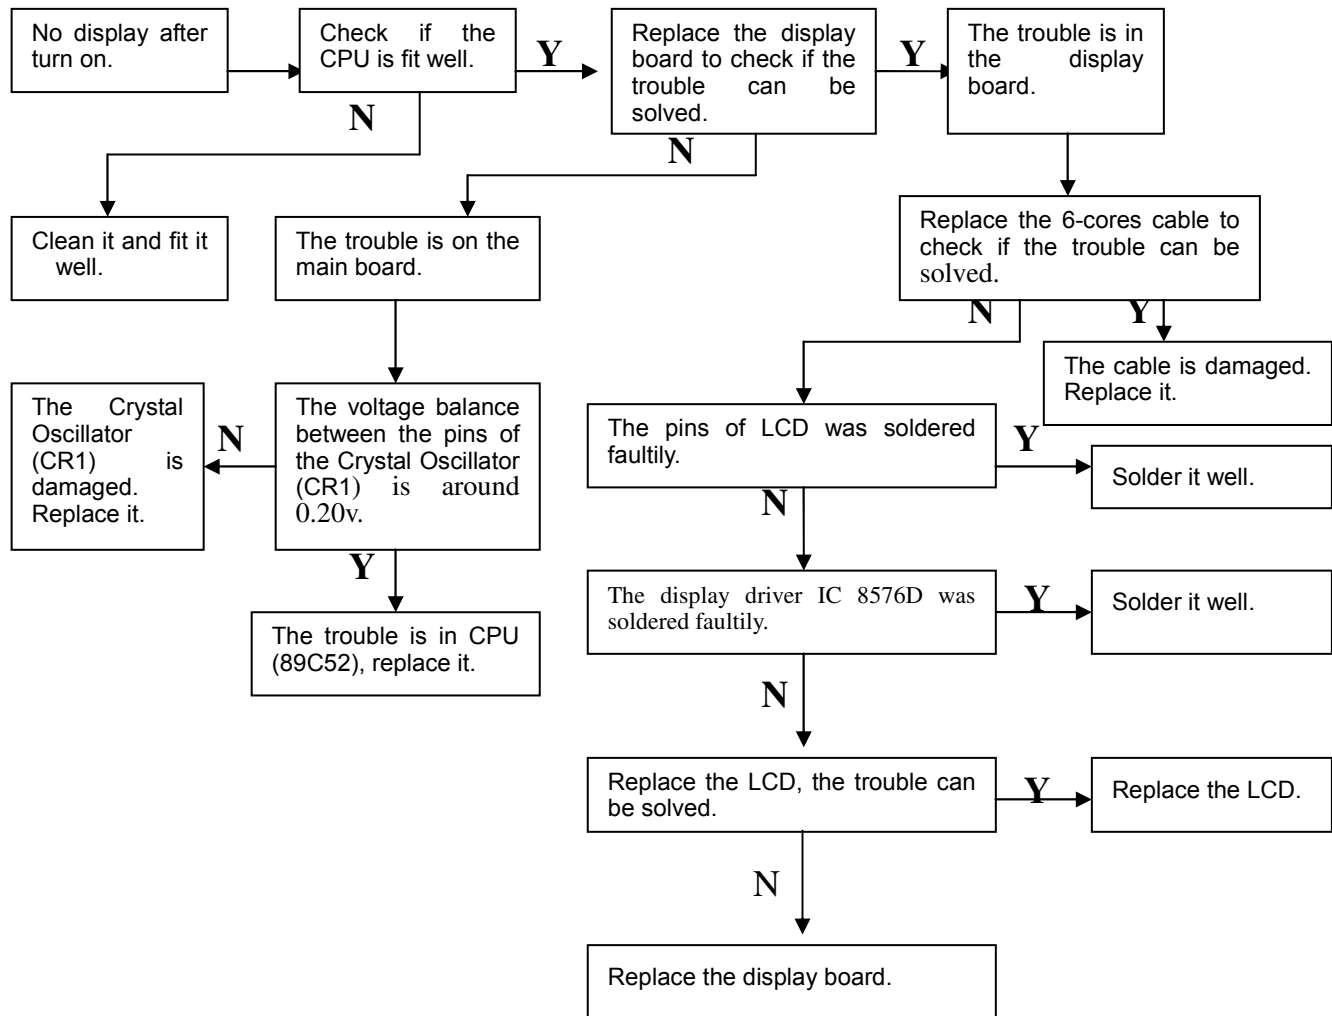 No display after
turn on.
Check if the
CPU is fit well.
Y
Replace the display
board to check if the
trouble can be
solved.
Y
The trouble is in
the display
board.
N
N
Clean it and fit it
well.
The trouble is on the
main board.
Replace the 6-cores cable to
check if the trouble can be
solved.
N
Y
The cable is damaged.
Replace it.
The Crystal
Oscillator
(CR1) is
damaged.
Replace it.
N
The voltage balance
between the pins of
the Crystal Oscillator
(CR1) is around
0.20v.
The pins of LCD was soldered
faultily.
Y
Solder it well.
N
Y
The display driver IC 8576D was
soldered faultily.
Y
Solder it well.
The trouble is in CPU
(89C52), replace it.
N
Replace the LCD, the trouble can
be solved.
Y
Replace the LCD.
N
Replace the display board.